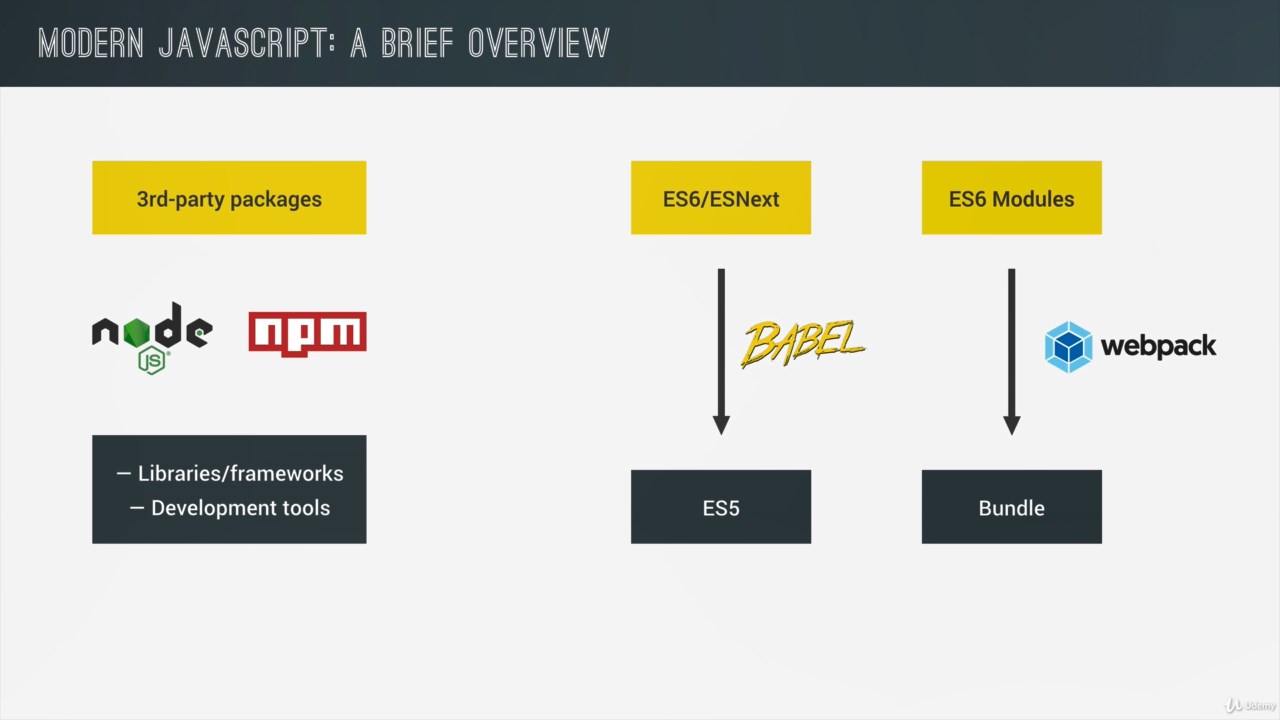 MODERN JAVASCRIPT: A BRIEF OVERVIEW
3rd-party packages
node
JS
npm
– Libraries/frameworks
– Development tools
ES6/ESNext
BABEL
ES5
ES6 Modules
webpack
Bundle
Udemy